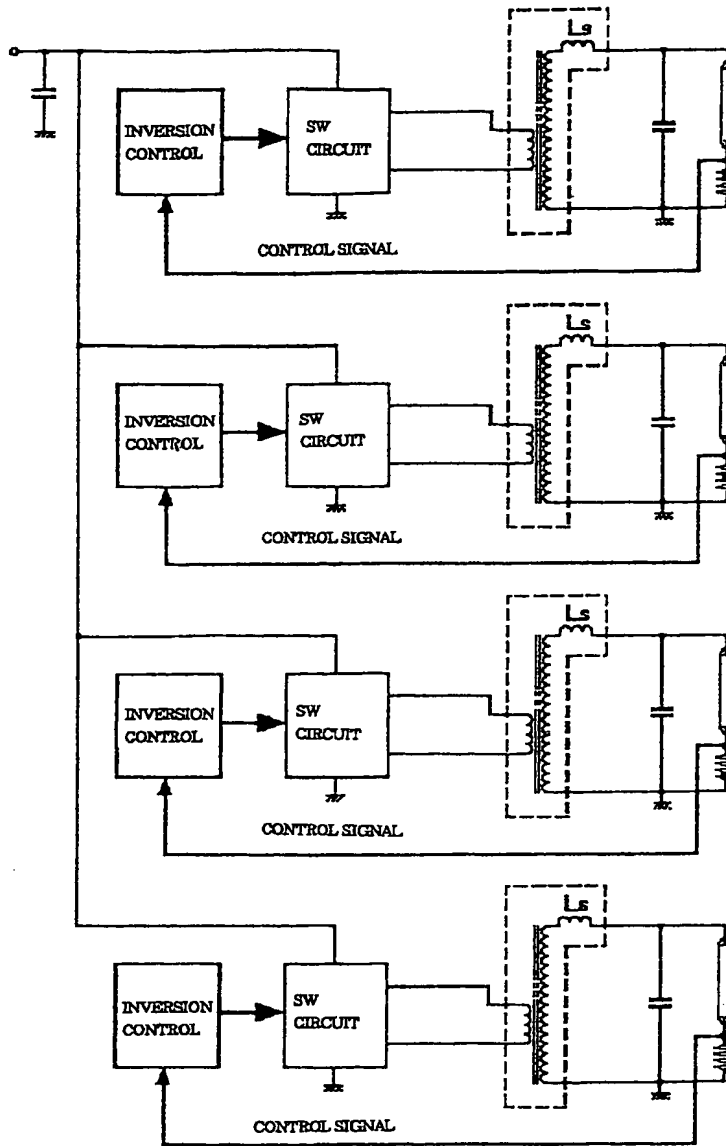 Ls
INVERSION
CONTROL
SW
CIRCUIT
CONTROL SIGNAL
Ls
INVERSION
CONTROL
SW
CIRCUIT
CONTROL SIGNAL
Ls
INVERSION
CONTROL
SW
CIRCUIT
CONTROL SIGNAL
Ls
INVERSION
CONTROL
SW
CIRCUIT
CONTROL SIGNAL